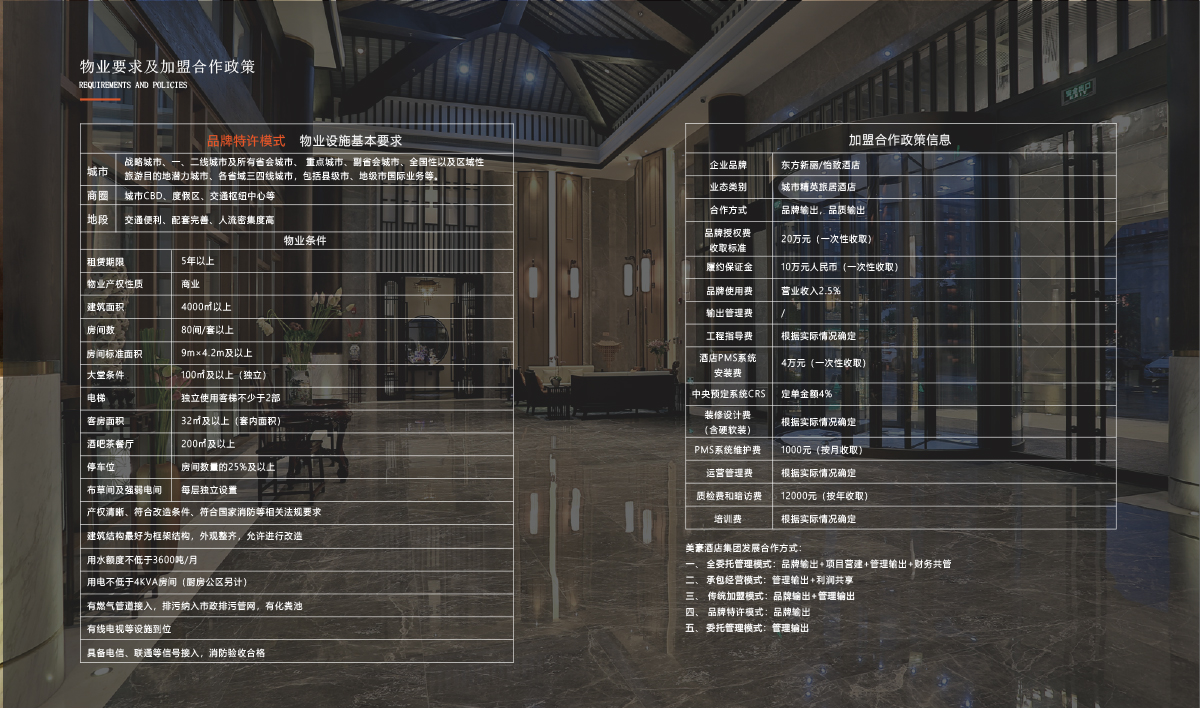 物业要求及加盟合作政策
REQUIREMENTS AND POLICIES
品牌特许模式 物业设施基本要求
城市
战略城市、一、二线城市及所有省会城市、 重点城市、副省会城市、全国性以及区域性
旅游目的地潜力城市、各省域三四线城市，包括县级市、地级市国际业务等。
商圈 城市CBD、度假区、交通枢纽中心等
地段 交通便利、配套完善、人流密集度高
物业条件
租赁期限 5年以上
物业产权性质 商业
建筑面积 4000㎡以上
房间数 80间/套以上
房间标准面积 9m×4.2m及以上
大堂条件 100㎡及以上（独立）
电梯 独立使用客梯不少于2部
客房面积 32㎡及以上（套内面积）
酒吧茶餐厅 200㎡及以上
停车位 房间数量的25%及以上
布草间及强弱电间 每层独立设置
产权清晰、符合改造条件、符合国家消防等相关法规要求
建筑结构最好为框架结构，外观整齐，允许进行改造
用水额度不低于3600吨/月
用电不低于4KVA房间（厨房公区另计）
有燃气管道接入，排污纳入市政排污管网，有化粪池
有线电视等设施到位
具备电信、联通等信号接入，消防验收合格
加盟合作政策信息
企业品牌 东方新丽/怡致酒店
业态类别 城市精英旅居酒店
合作方式 品牌输出，品质输出
品牌授权费
收取标准
20万元（一次性收取）
履约保证金 10万元人民币（一次性收取）
品牌使用费 营业收入2.5%
输出管理费 /
工程指导费 根据实际情况确定
酒店PMS系统
安装费
4万元（一次性收取）
中央预定系统CRS 定单金额4%
装修设计费
（含硬软装）
根据实际情况确定
PMS系统维护费 1000元（按月收取）
运营管理费 根据实际情况确定
质检费和暗访费 12000元（按年收取）
培训费 根据实际情况确定
美豪酒店集团发展合作方式：
一、 全委托管理模式：品牌输出+项目营建+管理输出+财务共管
二、 承包经营模式：管理输出+利润共享
三、 传统加盟模式：品牌输出+管理输出
四、 品牌特许模式：品牌输出
五、 委托管理模式：管理输出